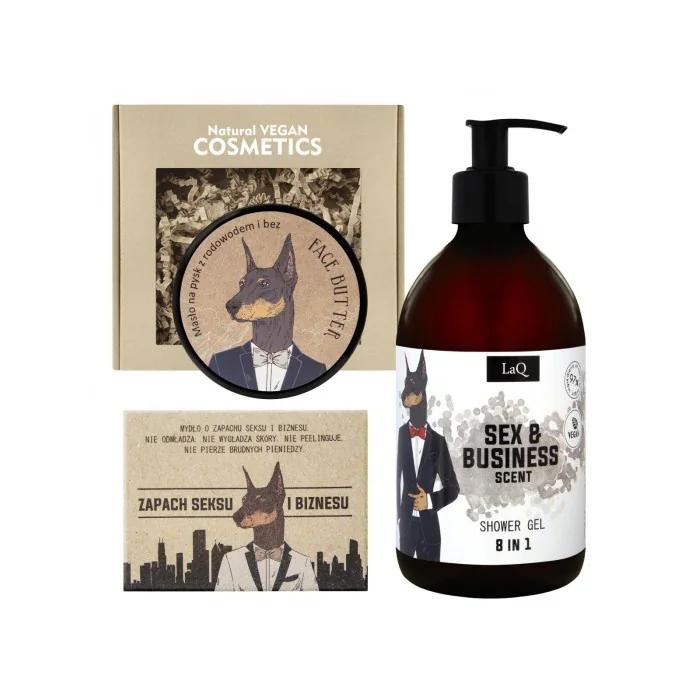 Natural VEGAN
COSMETICS
Masło na pysk z rodowodem i bez
FACE BUTTER
MYDŁO O ZAPACHU SEKSU I BIZNESU.
NIE ODMŁADZA. NIE WYGŁADZA SKÓRY. NIE PEELINGUJE.
NIE PIERZE BRUDNYCH PIENIĘDZY.
ZAPACH SEKSU I BIZNESU
LaQ
97%
VEGAN
SEX &
BUSINESS
SCENT
SHOWER GEL
8 IN 1